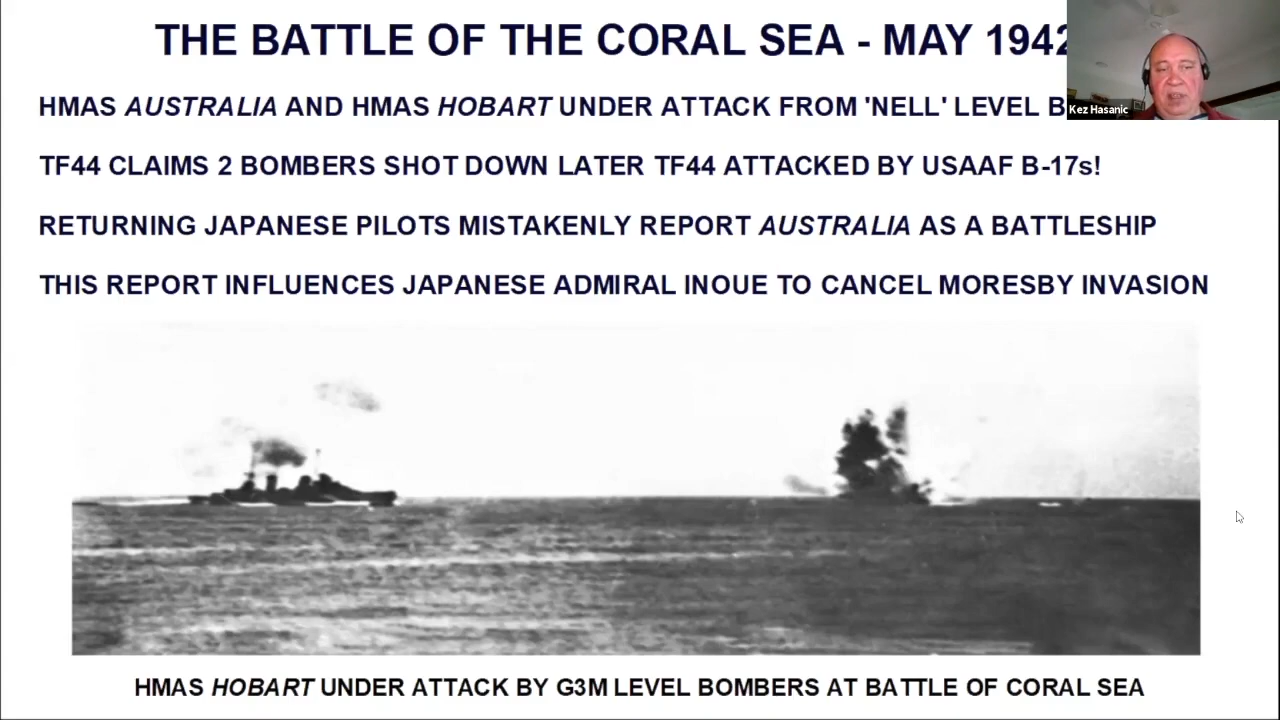 THE BATTLE OF THE CORAL SEA - MAY 1942
HMAS AUSTRALIA AND HMAS HOBART UNDER ATTACK FROM 'NELL' LEVEL
Kez Hasanic
TF44 CLAIMS 2 BOMBERS SHOT DOWN LATER TF44 ATTACKED BY USAAF B-17s!
RETURNING JAPANESE PILOTS MISTAKENLY REPORT AUSTRALIA AS A BATTLESHIP
THIS REPORT INFLUENCES JAPANESE ADMIRAL INOUE TO CANCEL MORESBY INVASION
HMAS HOBART UNDER ATTACK BY G3M LEVEL BOMBERS AT BATTLE OF CORAL SEA